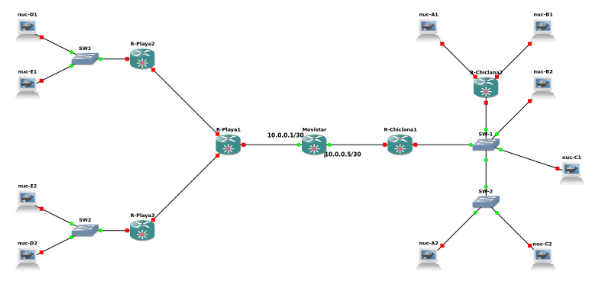 nuc-D1
nuc-A1
nuc-B1
SW1
R-Playa2
nuc-E1
R-Chiclana2
nuc-B2
R-Playa1
10.0.0.1/30
Movistar
R-Chiclana1
SW-1
10.0.0.5/30
nuc-C1
nuc-E2
SW-2
SW2
R-Playa3
nuc-D2
nuc-A2
nuc-C2